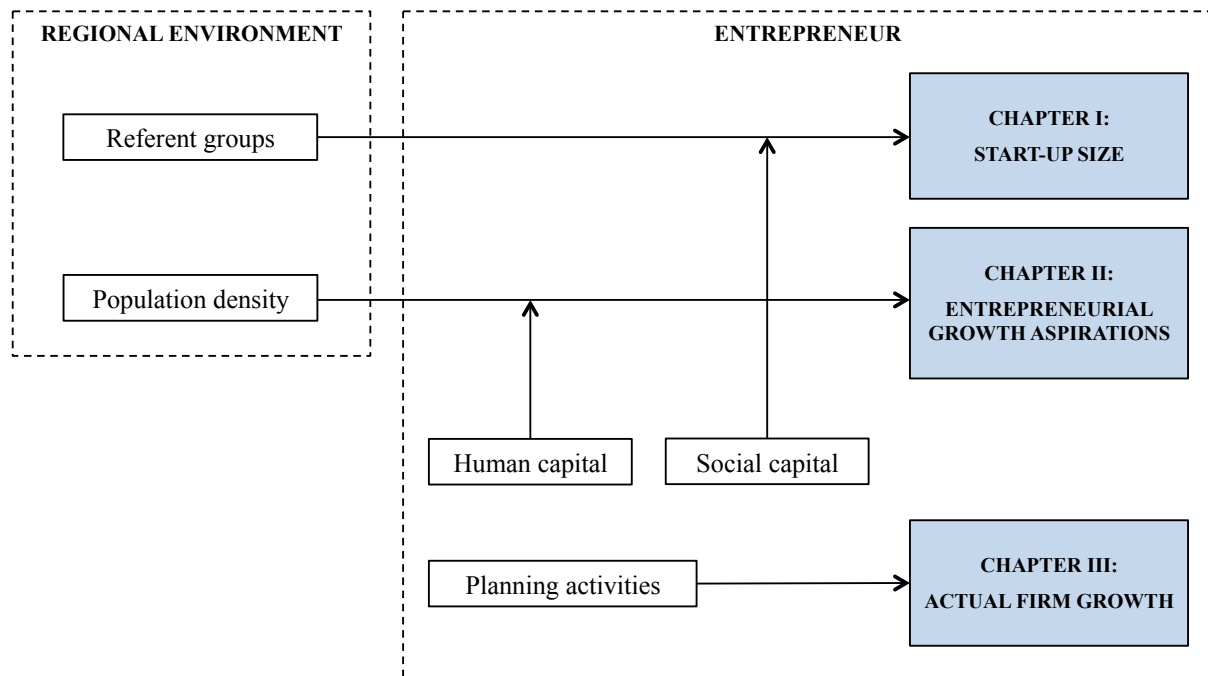 REGIONAL ENVIRONMENT
ENTREPRENEUR
Referent groups
CHAPTER I:
START-UP SIZE
Population density
CHAPTER II:
ENTREPRENEURIAL
GROWTH ASPIRATIONS
Human capital
Social capital
Planning activities
CHAPTER III:
ACTUAL FIRM GROWTH